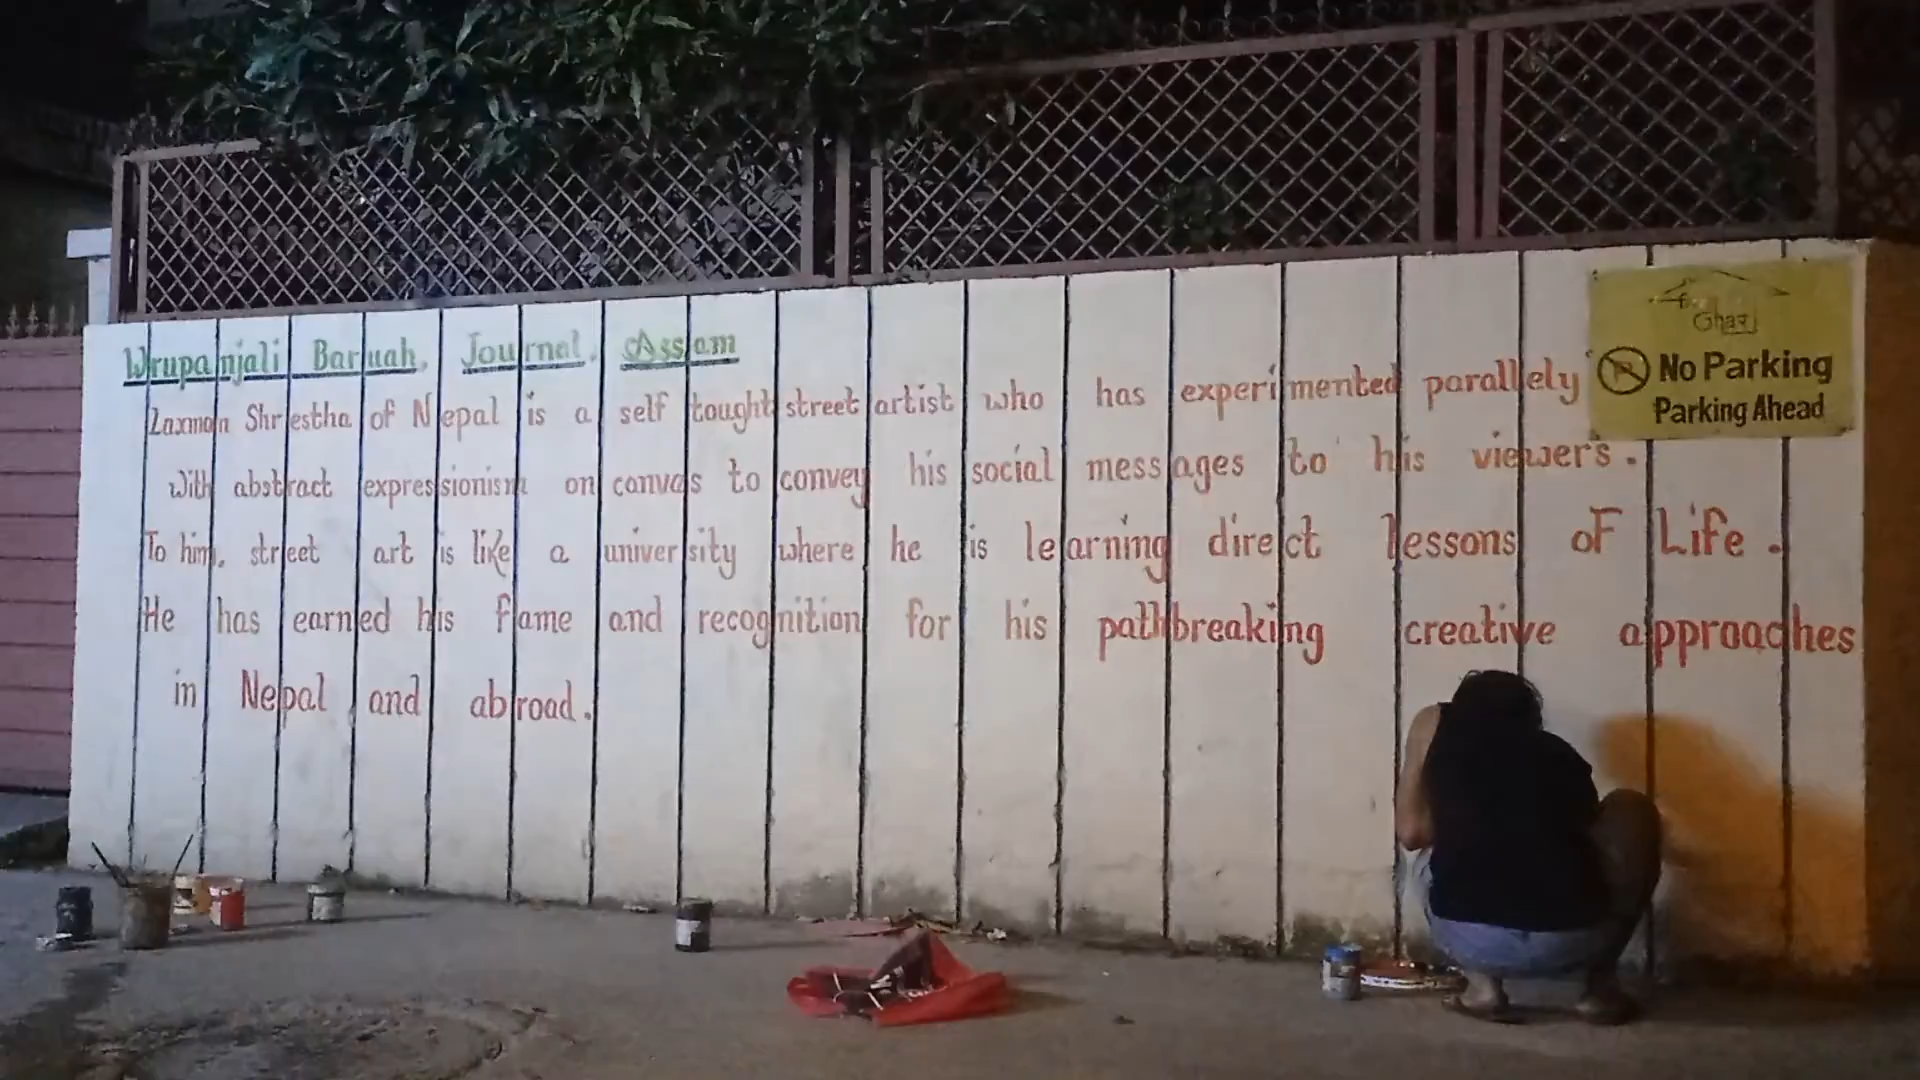 Wrupanjali Baruah, Journal, Assam
Laxman Shrestha of Nepal is a self tought street artist who has experimented parallely
with abstract expressionism on canvas to convey his social messages to his viewer's.
To him, street art is like a university where he is learning direct lessons oF Life.
He has earned his fame and recognition for his pathbreaking creative approaches
in Nepal and abroad.
Ghar
No Parking
Parking Ahead